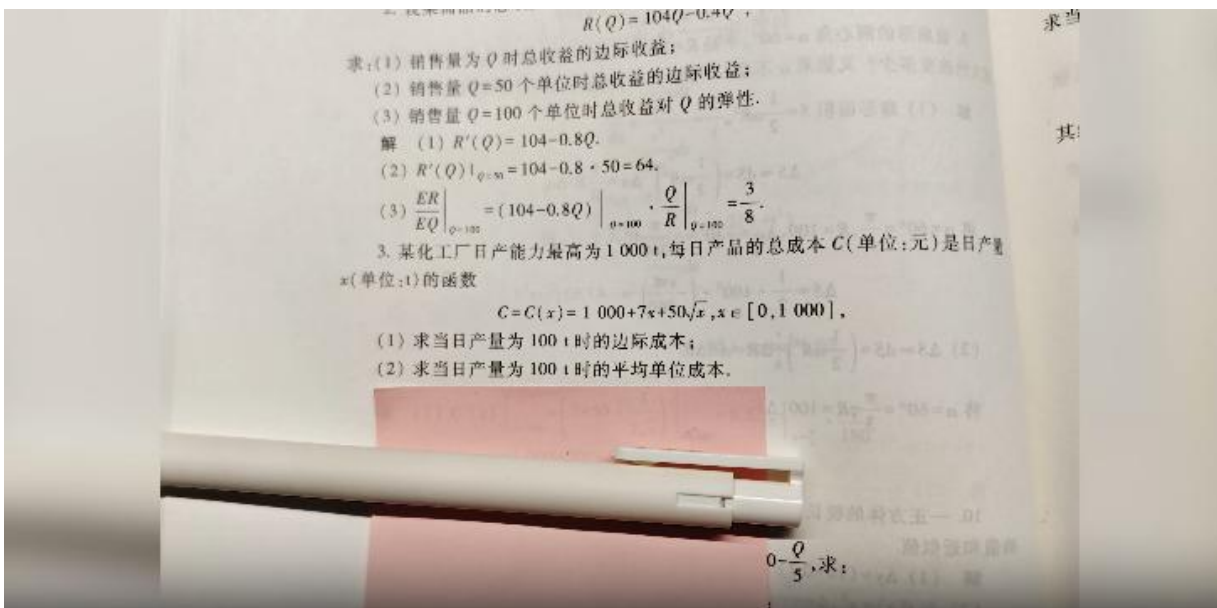 R(Q)=104Q-0.4Q
求:(1) 销售量为 Q 时总收益的边际收益;
(2) 销售量 Q=50 个单位时总收益的边际收益;
(3) 销售量 Q=100 个单位时总收益对 Q 的弹性.
解 (1) R′(Q)=104-0.8Q.
(2) R′(Q)|_{Q=50}=104-0.8·50=64.
(3) \frac{ER}{EQ}|_{Q=100}=(104-0.8Q)|_{Q=100}·\frac{Q}{R}|_{Q=100}=\frac{3}{8}.
3. 某化工厂日产能力最高为 1 000 t,每日产品的总成本 C(单位:元)是日产量
x(单位:t)的函数
C=C(x)=1 000+7x+50√x,x∈[0,1 000],
(1) 求当日产量为 100 t 时的边际成本;
(2) 求当日产量为 100 t 时的平均单位成本.
0-\frac{Q}{5},求:
求当
其